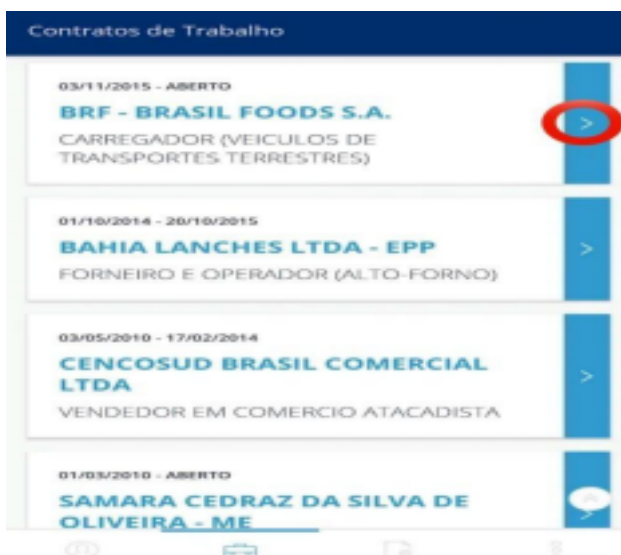 Contratos de Trabalho
03/11/2015 - ABERTO
BRF - BRASIL FOODS S.A.
CARREGADOR (VEICULOS DE
TRANSPORTES TERRESTRES)
>
01/10/2014 - 20/10/2015
BAHIA LANCHES LTDA - EPP
FORNEIRO E OPERADOR (ALTO-FORNO)
>
03/05/2010 - 17/02/2014
CENCOSUD BRASIL COMERCIAL
LTDA
VENDEDOR EM COMERCIO ATACADISTA
>
01/03/2010 - ABERTO
SAMARA CEDRAZ DA SILVA DE
OLIVEIRA - ME
>